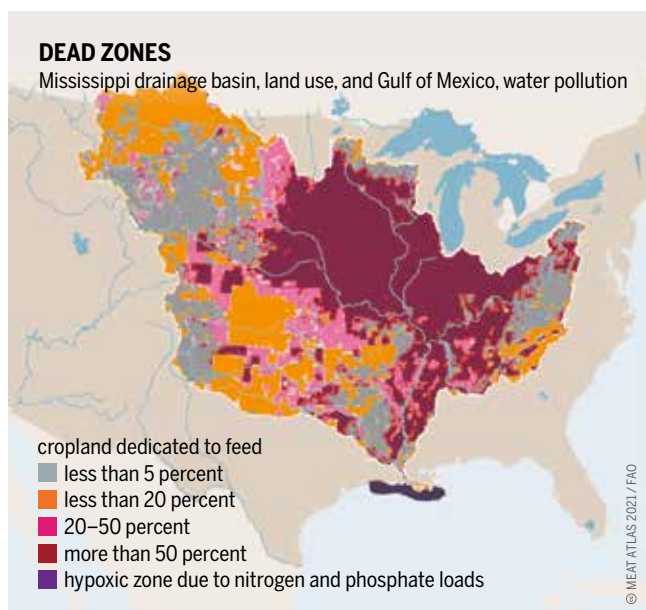 DEAD ZONES
Mississippi drainage basin, land use, and Gulf of Mexico, water pollution
cropland dedicated to feed
less than 5 percent
less than 20 percent
20–50 percent
more than 50 percent
hypoxic zone due to nitrogen and phosphate loads
MEAT ATLAS 2021 / FAO